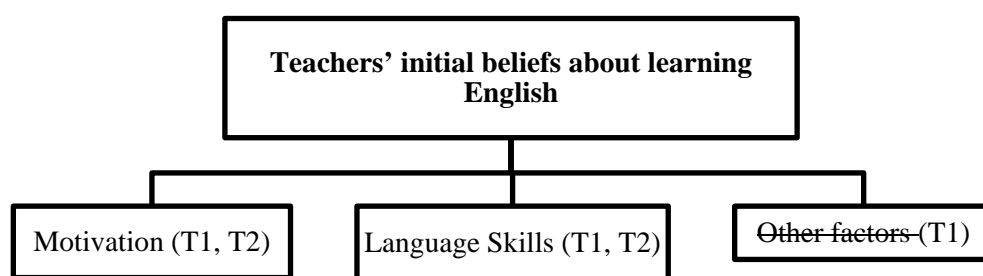 Teachers’ initial beliefs about learning
English
Motivation (T1, T2)
Language Skills (T1, T2)
Other factors (T1)